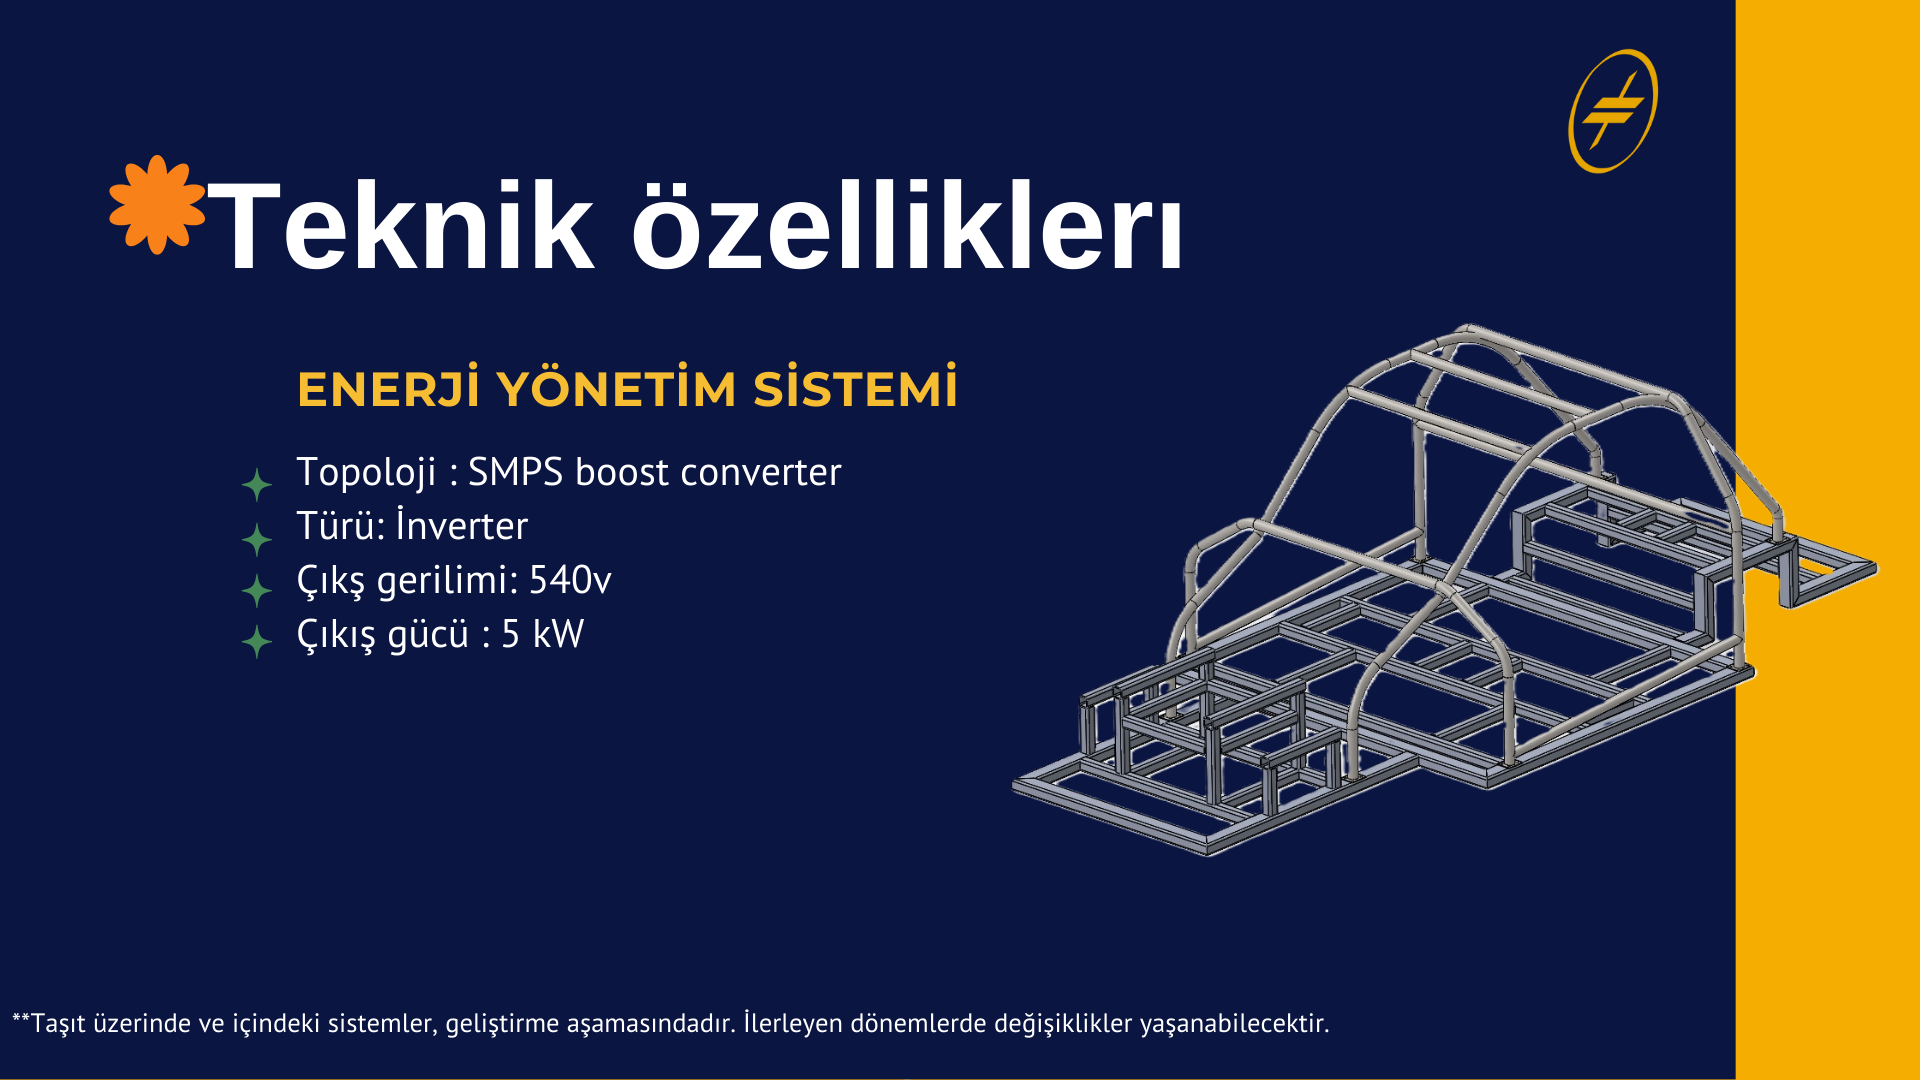 Teknik özelliklerı
ENERJİ YÖNETİM SİSTEMİ
Topoloji : SMPS boost converter
Türü: İnverter
Çıkş gerilimi: 540v
Çıkış gücü : 5 kW
**Taşıt üzerinde ve içindeki sistemler, geliştirme aşamasındadır. İlerleyen dönemlerde değişiklikler yaşanabilecektir.